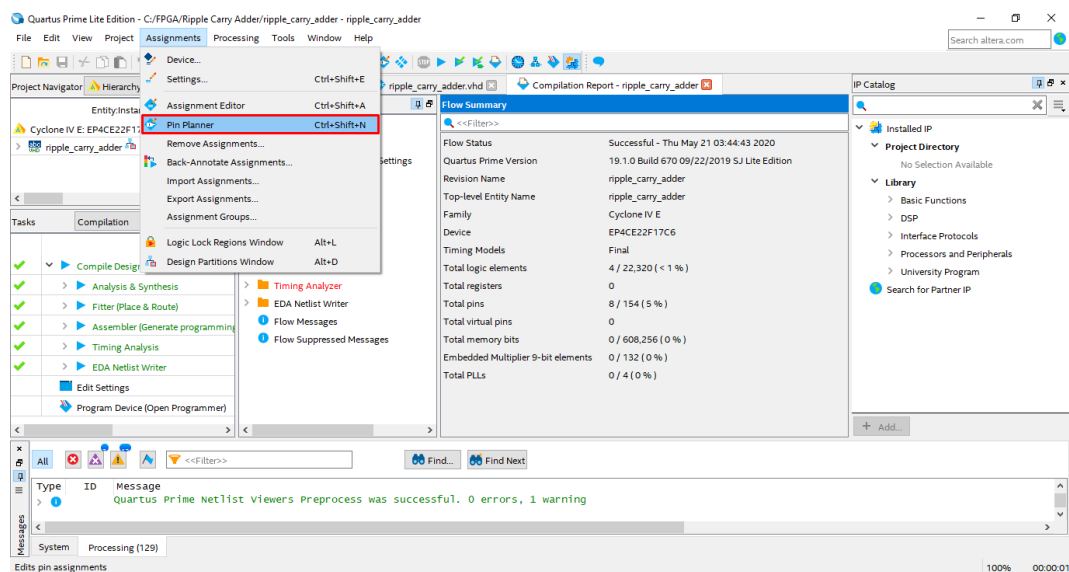 Quartus Prime Lite Edition - C:/FPGA/Ripple Carry Adder/ripple_carry_adder - ripple_carry_adder
File Edit View Project Assignments Processing Tools Window Help
Search altera.com
Device...
Settings... Ctrl+Shift+E
Assignment Editor Ctrl+Shift+A
Pin Planner Ctrl+Shift+N
Remove Assignments...
Back-Annotate Assignments...
Import Assignments...
Export Assignments...
Assignment Groups...
Logic Lock Regions Window Alt+L
Design Partitions Window Alt+D
Project Navigator Hierarchy
Entity:Instan
Cyclone IV E: EP4CE22F17
ripple_carry_adder
Tasks Compilation
Compile Design
Analysis & Synthesis
Fitter (Place & Route)
Assembler (Generate programming
Timing Analysis
EDA Netlist Writer
Edit Settings
Program Device (Open Programmer)
ripple_carry_adder.vhd
Compilation Report - ripple_carry_adder
Settings
Timing Analyzer
EDA Netlist Writer
Flow Messages
Flow Suppressed Messages
Flow Summary
<<Filter>>
Flow Status Successful - Thu May 21 03:44:43 2020
Quartus Prime Version 19.1.0 Build 670 09/22/2019 SJ Lite Edition
Revision Name ripple_carry_adder
Top-level Entity Name ripple_carry_adder
Family Cyclone IV E
Device EP4CE22F17C6
Timing Models Final
Total logic elements 4 / 22,320 ( < 1 % )
Total registers 0
Total pins 8 / 154 ( 5 % )
Total virtual pins 0
Total memory bits 0 / 608,256 ( 0 % )
Embedded Multiplier 9-bit elements 0 / 132 ( 0 % )
Total PLLs 0 / 4 ( 0 % )
IP Catalog
Installed IP
Project Directory
No Selection Available
Library
Basic Functions
DSP
Interface Protocols
Processors and Peripherals
University Program
Search for Partner IP
+ Add...
All <<Filter>> Find... Find Next
Type ID Message
Quartus Prime Netlist Viewers Preprocess was successful. 0 errors, 1 warning
Messages
System Processing (129)
Edits pin assignments 100% 00:00:01